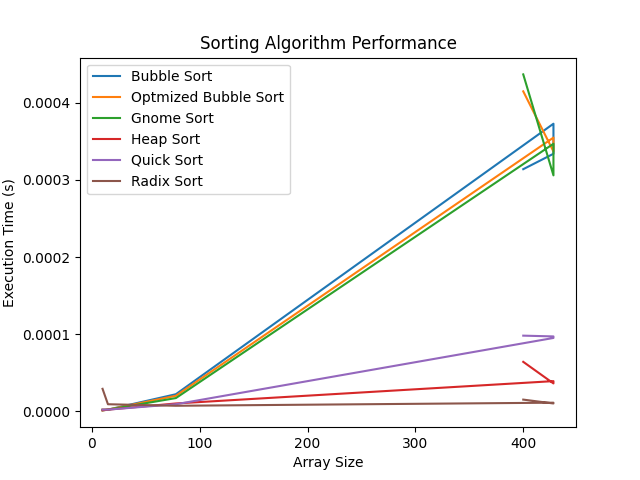 Sorting Algorithm Performance
Bubble Sort
Optmized Bubble Sort
Gnome Sort
Heap Sort
Quick Sort
Radix Sort
Execution Time (s)
0.0004
0.0003
0.0002
0.0001
0.0000
0 100 200 300 400
Array Size